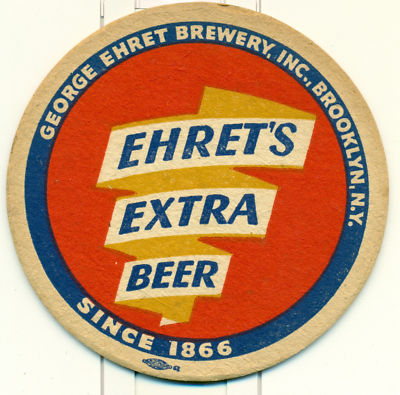 GEORGE EHRET BREWERY, INC., BROOKLYN, N.Y.
EHRET'S
EXTRA
BEER
SINCE 1866